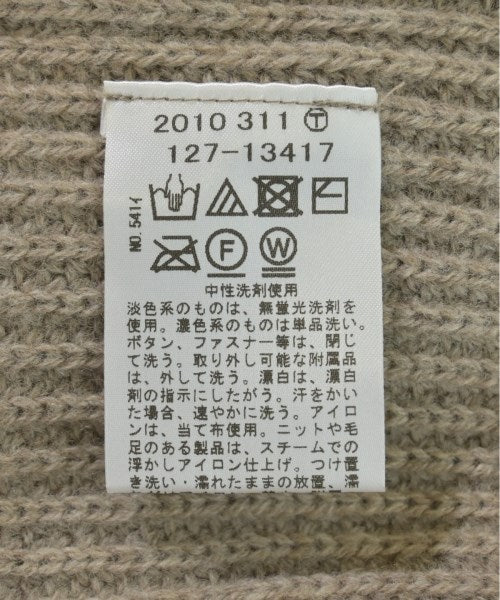 2010 311 Ⓣ
127-13417
NO.541イ
F W
中性洗剤使用
淡色系のものは、無蛍光洗剤を
使用。濃色系のものは単品洗い。
ボタン、ファスナー等は、閉じ
て洗う。取り外し可能な附属品
は、外して洗う。漂白は、漂白
剤の指示にしたがう。汗をかい
た場合、速やかに洗う。アイロ
ンは、当て布使用。ニットや毛
足のある製品は、スチームでの
浮かしアイロン仕上げ。つけ置
き洗い・濡れたままの放置、濡